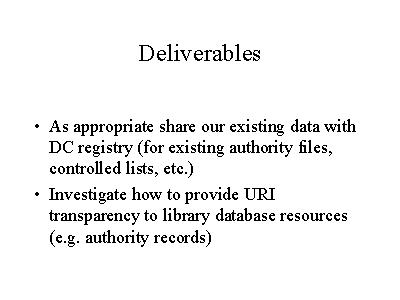 Deliverables
• As appropriate share our existing data with
DC registry (for existing authority files,
controlled lists, etc.)
• Investigate how to provide URI
transparency to library database resources
(e.g. authority records)